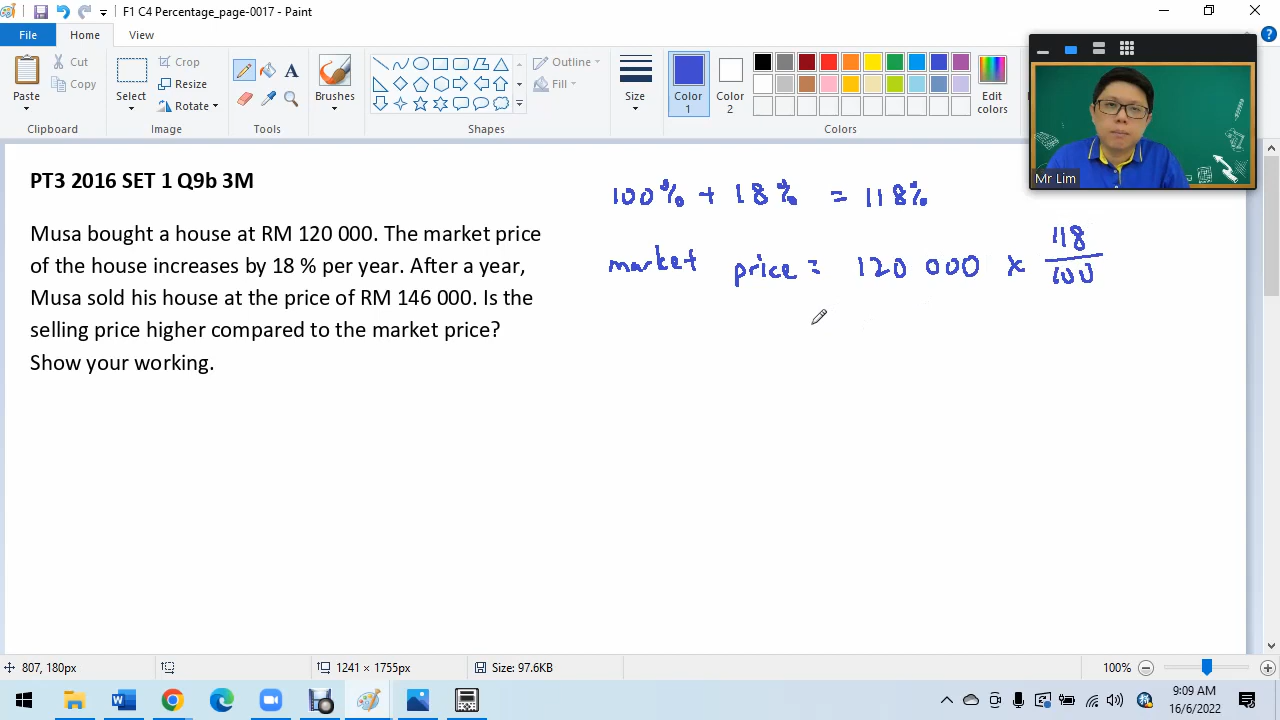 F1 C4 Percentage_page-0017 - Paint
File Home View
Paste
Cut
Copy
Clipboard
Select
Crop
Resize
Rotate
Image
Tools
Brushes
Shapes
Outline
Fill
Size
Color 1
Color 2
Edit colors
Colors
Mr Lim
PT3 2016 SET 1 Q9b 3M
Musa bought a house at RM 120 000. The market price
of the house increases by 18 % per year. After a year,
Musa sold his house at the price of RM 146 000. Is the
selling price higher compared to the market price?
Show your working.
100% + 18% = 118%
market price = 120 000 × 118/100
807, 180px
1241 × 1755px
Size: 97.6KB
100%
9:09 AM
16/6/2022